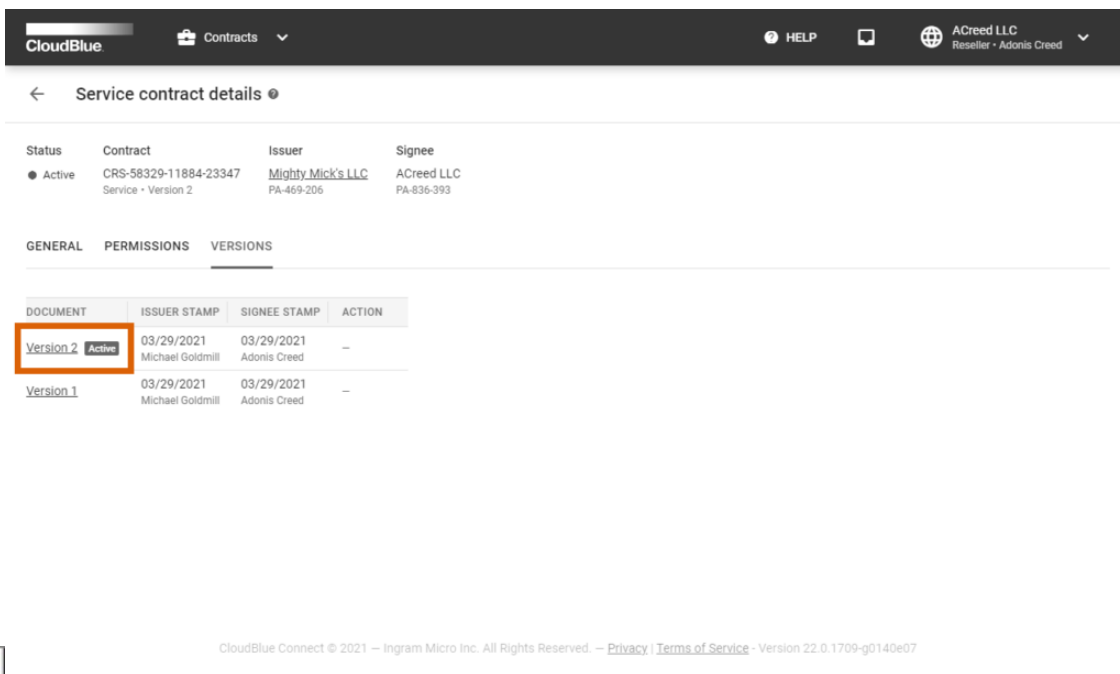 CloudBlue. Contracts HELP ACreed LLC
Reseller • Adonis Creed
Service contract details
Status Contract Issuer Signee
Active CRS-58329-11884-23347 Mighty Mick's LLC ACreed LLC
Service • Version 2 PA-469-206 PA-836-393
GENERAL PERMISSIONS VERSIONS
DOCUMENT ISSUER STAMP SIGNEE STAMP ACTION
Version 2 Active 03/29/2021 03/29/2021 –
Michael Goldmill Adonis Creed
Version 1 03/29/2021 03/29/2021 –
Michael Goldmill Adonis Creed
CloudBlue Connect © 2021 — Ingram Micro Inc. All Rights Reserved. — Privacy | Terms of Service - Version 22.0.1709-g0140e07